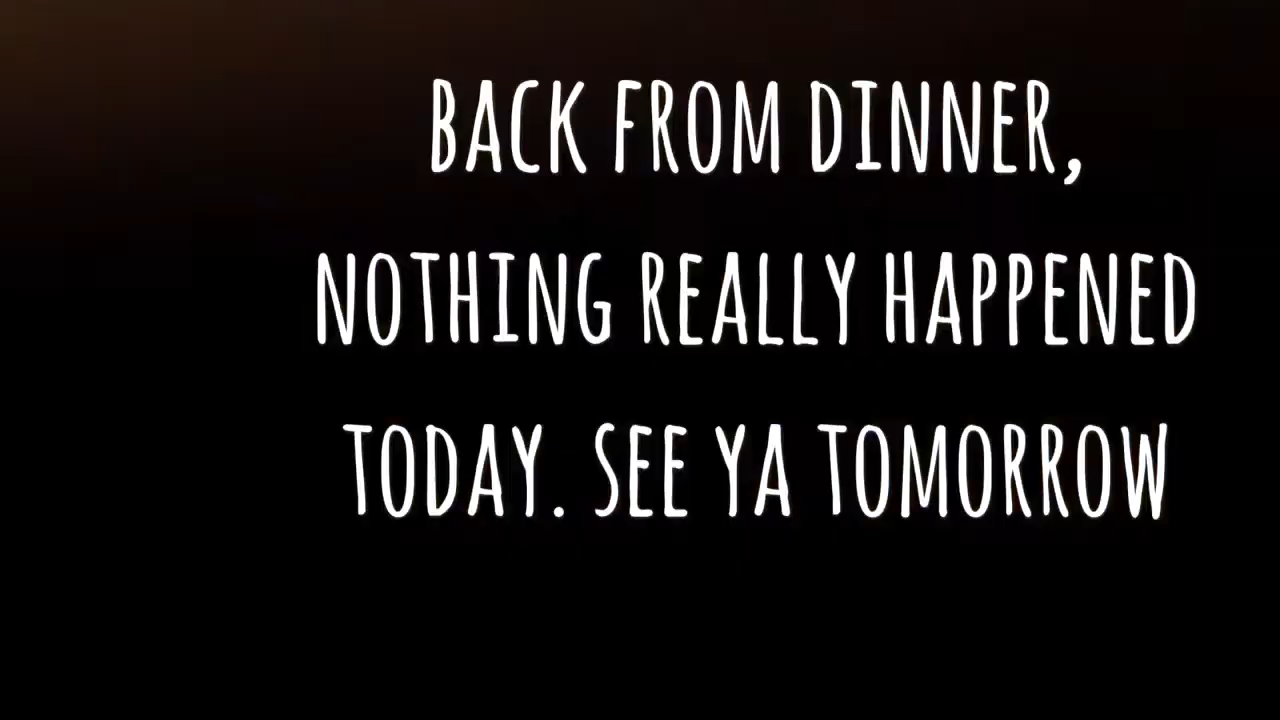 BACK FROM DINNER,
NOTHING REALLY HAPPENED
TODAY. SEE YA TOMORROW